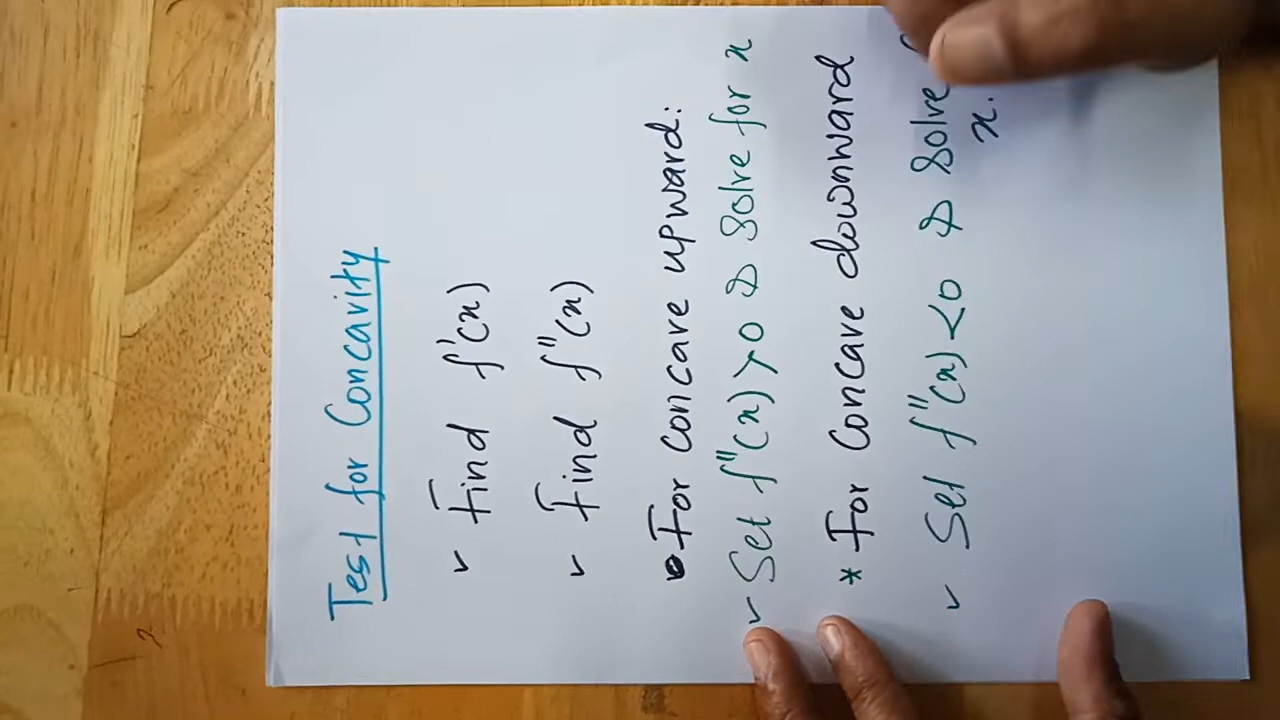 Test for Concavity
✓ Find f'(x)
✓ Find f"(x)
• For concave upward:
✓ Set f"(x) > 0 & solve for x
* For concave downward
✓ Set f"(x) < 0 & solve
x.